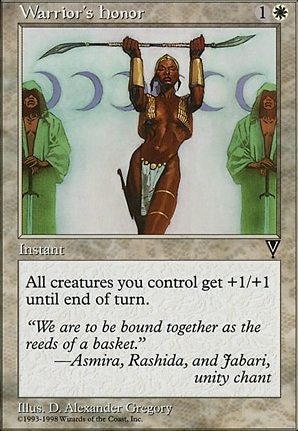 Warrior's honor 1
Instant
All creatures you control get +1/+1
until end of turn.
"We are to be bound together as the
reeds of a basket."
—Asmira, Rashida, and Jabari,
unity chant
Illus. D. Alexander Gregory
©1993-1998 Wizards of the Coast, Inc.